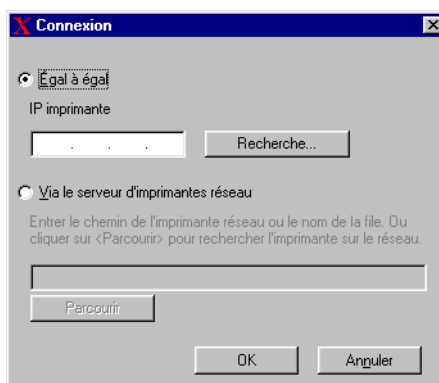 Connexion
Égal à égal
IP imprimante
. . .
Recherche...
Via le serveur d'imprimantes réseau
Entrer le chemin de l'imprimante réseau ou le nom de la file. Ou
cliquer sur <Parcourir> pour rechercher l'imprimante sur le réseau.
Parcourir
OK
Annuler